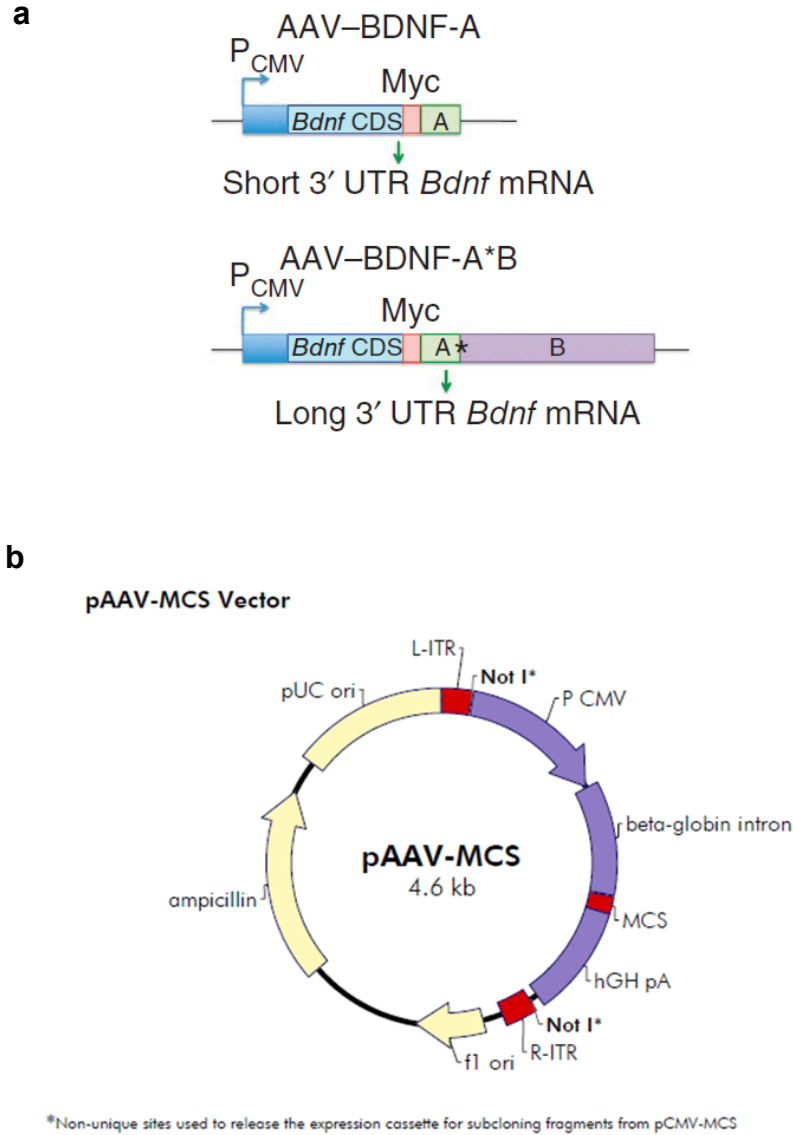 a
AAV–BDNF-A
PCMV
Myc
Bdnf CDS A
Short 3′ UTR Bdnf mRNA
AAV–BDNF-A*B
PCMV
Myc
Bdnf CDS A* B
Long 3′ UTR Bdnf mRNA
b
pAAV-MCS Vector
L-ITR
Not I*
pUC ori
P CMV
beta-globin intron
pAAV-MCS
4.6 kb
ampicillin
MCS
hGH pA
Not I*
R-ITR
f1 ori
*Non-unique sites used to release the expression cassette for subcloning fragments from pCMV-MCS